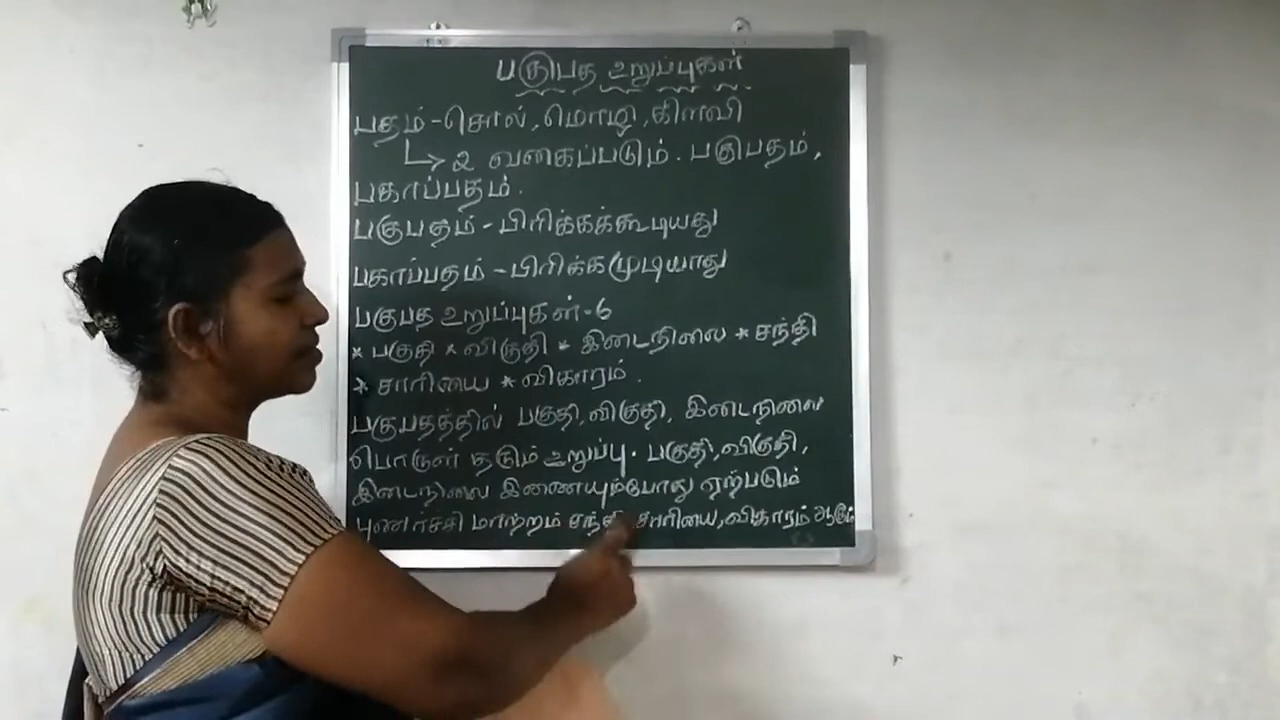 பகுபத உறுப்புகள்
பதம் - சொல், மொழி, கிளவி
↳ 2 வகைப்படும். பகுபதம்,
பகாப்பதம்.
பகுபதம் - பிரிக்கக்கூடியது
பகாப்பதம் - பிரிக்கமுடியாது
பகுபத உறுப்புகள் - 6
* பகுதி * விகுதி * இடைநிலை * சந்தி
* சாரியை * விகாரம்.
பகுபதத்தில் பகுதி, விகுதி, இடைநிலை
பொருள் தரும் உறுப்பு. பகுதி, விகுதி,
இடைநிலை இணையும்போது ஏற்படும்
புணர்ச்சி மாற்றம் சந்தி, சாரியை, விகாரம் ஆகும்